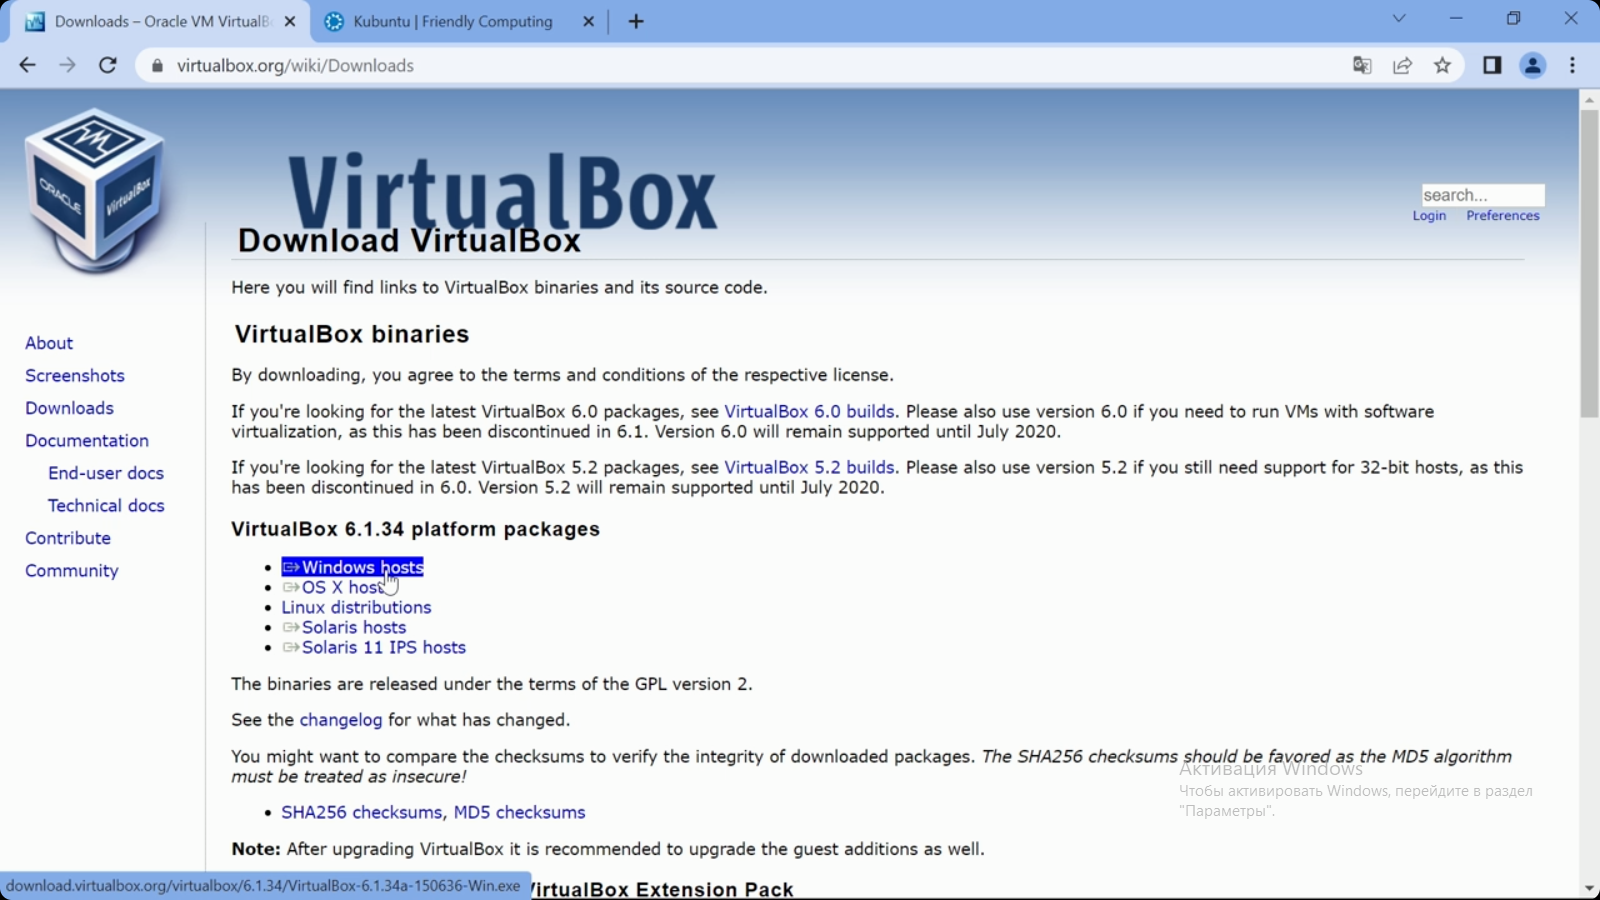 Downloads – Oracle VM VirtualB
Kubuntu | Friendly Computing
virtualbox.org/wiki/Downloads
ORACLE
VirtualBox
VirtualBox
search...
Login Preferences
Download VirtualBox
Here you will find links to VirtualBox binaries and its source code.
VirtualBox binaries
About
Screenshots
Downloads
Documentation
End-user docs
Technical docs
Contribute
Community
By downloading, you agree to the terms and conditions of the respective license.
If you're looking for the latest VirtualBox 6.0 packages, see VirtualBox 6.0 builds. Please also use version 6.0 if you need to run VMs with software
virtualization, as this has been discontinued in 6.1. Version 6.0 will remain supported until July 2020.
If you're looking for the latest VirtualBox 5.2 packages, see VirtualBox 5.2 builds. Please also use version 5.2 if you still need support for 32-bit hosts, as this
has been discontinued in 6.0. Version 5.2 will remain supported until July 2020.
VirtualBox 6.1.34 platform packages
• Windows hosts
• OS X hosts
• Linux distributions
• Solaris hosts
• Solaris 11 IPS hosts
The binaries are released under the terms of the GPL version 2.
See the changelog for what has changed.
You might want to compare the checksums to verify the integrity of downloaded packages. The SHA256 checksums should be favored as the MD5 algorithm
must be treated as insecure!
• SHA256 checksums, MD5 checksums
Note: After upgrading VirtualBox it is recommended to upgrade the guest additions as well.
VirtualBox Extension Pack
Активация Windows
Чтобы активировать Windows, перейдите в раздел
"Параметры".
download.virtualbox.org/virtualbox/6.1.34/VirtualBox-6.1.34a-150636-Win.exe